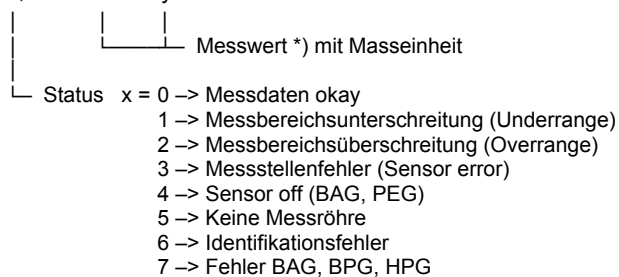 Messwert *) mit Masseinheit
Status x = 0 –> Messdaten okay
1 –> Messbereichsunterschreitung (Underrange)
2 –> Messbereichsüberschreitung (Overrange)
3 –> Messstellenfehler (Sensor error)
4 –> Sensor off (BAG, PEG)
5 –> Keine Messröhre
6 –> Identifikationsfehler
7 –> Fehler BAG, BPG, HPG